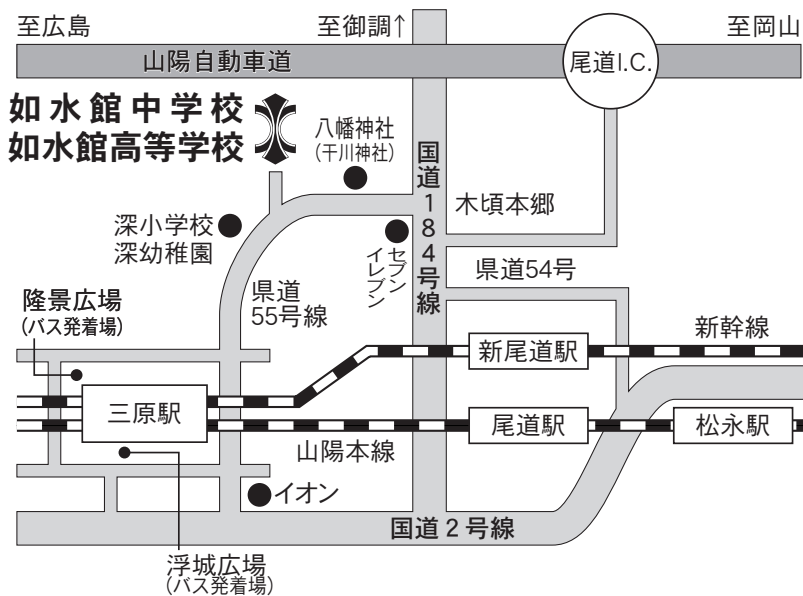 至広島
至御調↑
至岡山
山陽自動車道
尾道I.C.
如水館中学校
如水館高等学校
八幡神社
(干川神社)
国道184号線
木頃本郷
深小学校
深幼稚園
セブン
イレブン
県道54号
県道
55号線
隆景広場
(バス発着場)
新尾道駅
新幹線
三原駅
尾道駅
松永駅
山陽本線
イオン
国道2号線
浮城広場
(バス発着場)